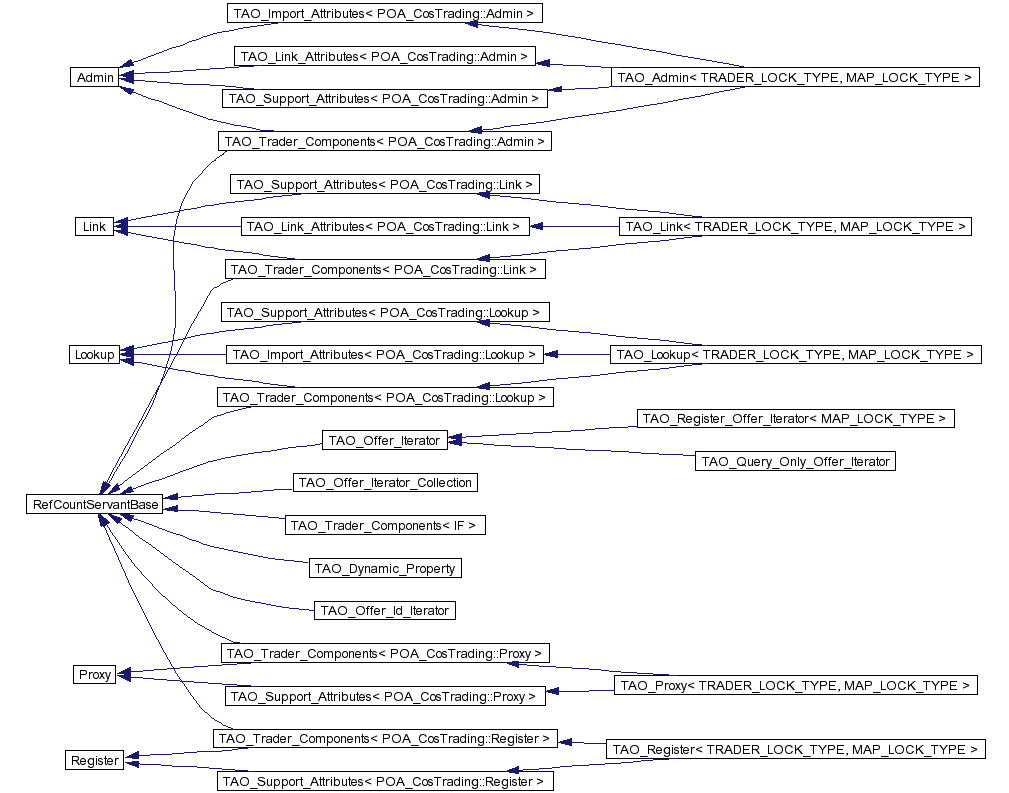 TAO_Import_Attributes< POA_CosTrading::Admin >
TAO_Link_Attributes< POA_CosTrading::Admin >
Admin
TAO_Admin< TRADER_LOCK_TYPE, MAP_LOCK_TYPE >
TAO_Support_Attributes< POA_CosTrading::Admin >
TAO_Trader_Components< POA_CosTrading::Admin >
TAO_Support_Attributes< POA_CosTrading::Link >
Link
TAO_Link_Attributes< POA_CosTrading::Link >
TAO_Link< TRADER_LOCK_TYPE, MAP_LOCK_TYPE >
TAO_Trader_Components< POA_CosTrading::Link >
TAO_Support_Attributes< POA_CosTrading::Lookup >
Lookup
TAO_Import_Attributes< POA_CosTrading::Lookup >
TAO_Lookup< TRADER_LOCK_TYPE, MAP_LOCK_TYPE >
TAO_Trader_Components< POA_CosTrading::Lookup >
TAO_Register_Offer_Iterator< MAP_LOCK_TYPE >
TAO_Offer_Iterator
TAO_Query_Only_Offer_Iterator
TAO_Offer_Iterator_Collection
RefCountServantBase
TAO_Trader_Components< IF >
TAO_Dynamic_Property
TAO_Offer_Id_Iterator
TAO_Trader_Components< POA_CosTrading::Proxy >
Proxy
TAO_Proxy< TRADER_LOCK_TYPE, MAP_LOCK_TYPE >
TAO_Support_Attributes< POA_CosTrading::Proxy >
TAO_Trader_Components< POA_CosTrading::Register >
TAO_Register< TRADER_LOCK_TYPE, MAP_LOCK_TYPE >
Register
TAO_Support_Attributes< POA_CosTrading::Register >